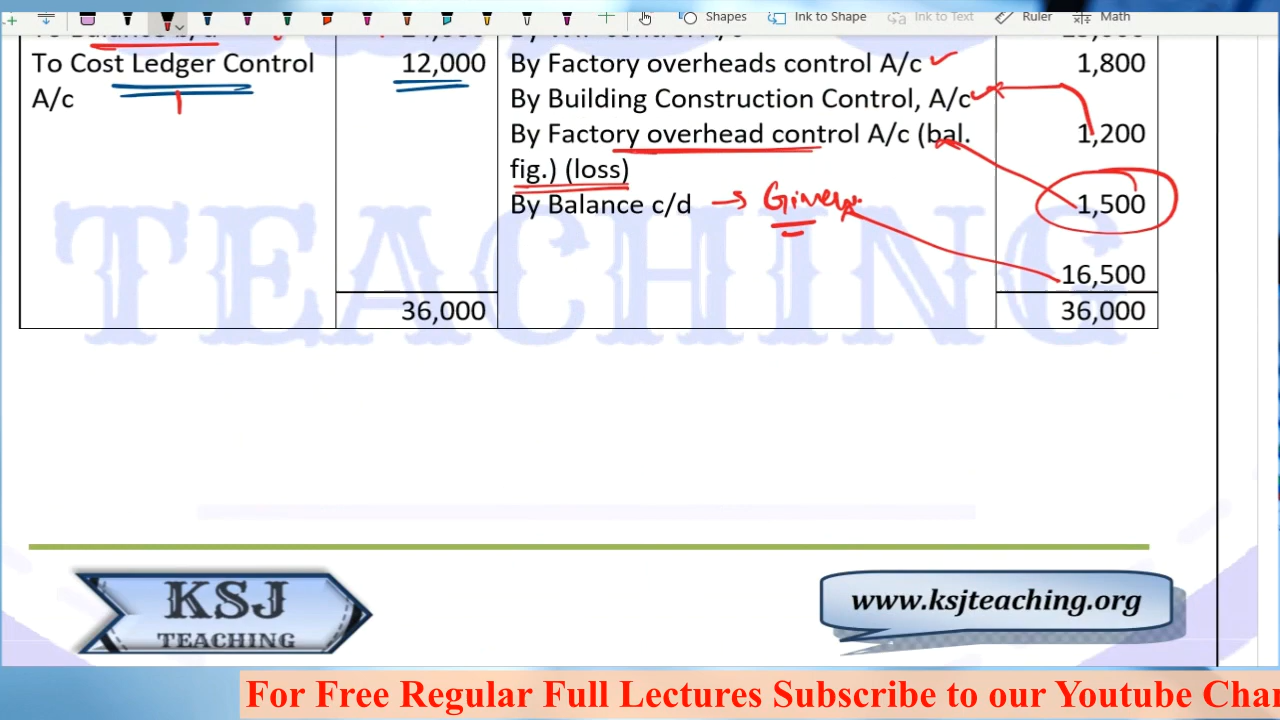 Shapes Ink to Shape Ink to Text Ruler Math
To Cost Ledger Control 12,000 By Factory overheads control A/c 1,800
A/c By Building Construction Control, A/c
By Factory overhead control A/c (bal. 1,200
fig.) (loss)
By Balance c/d → Given 1,500
16,500
36,000 36,000
TEACHING
KSJ
TEACHING
www.ksjteaching.org
For Free Regular Full Lectures Subscribe to our Youtube Chan